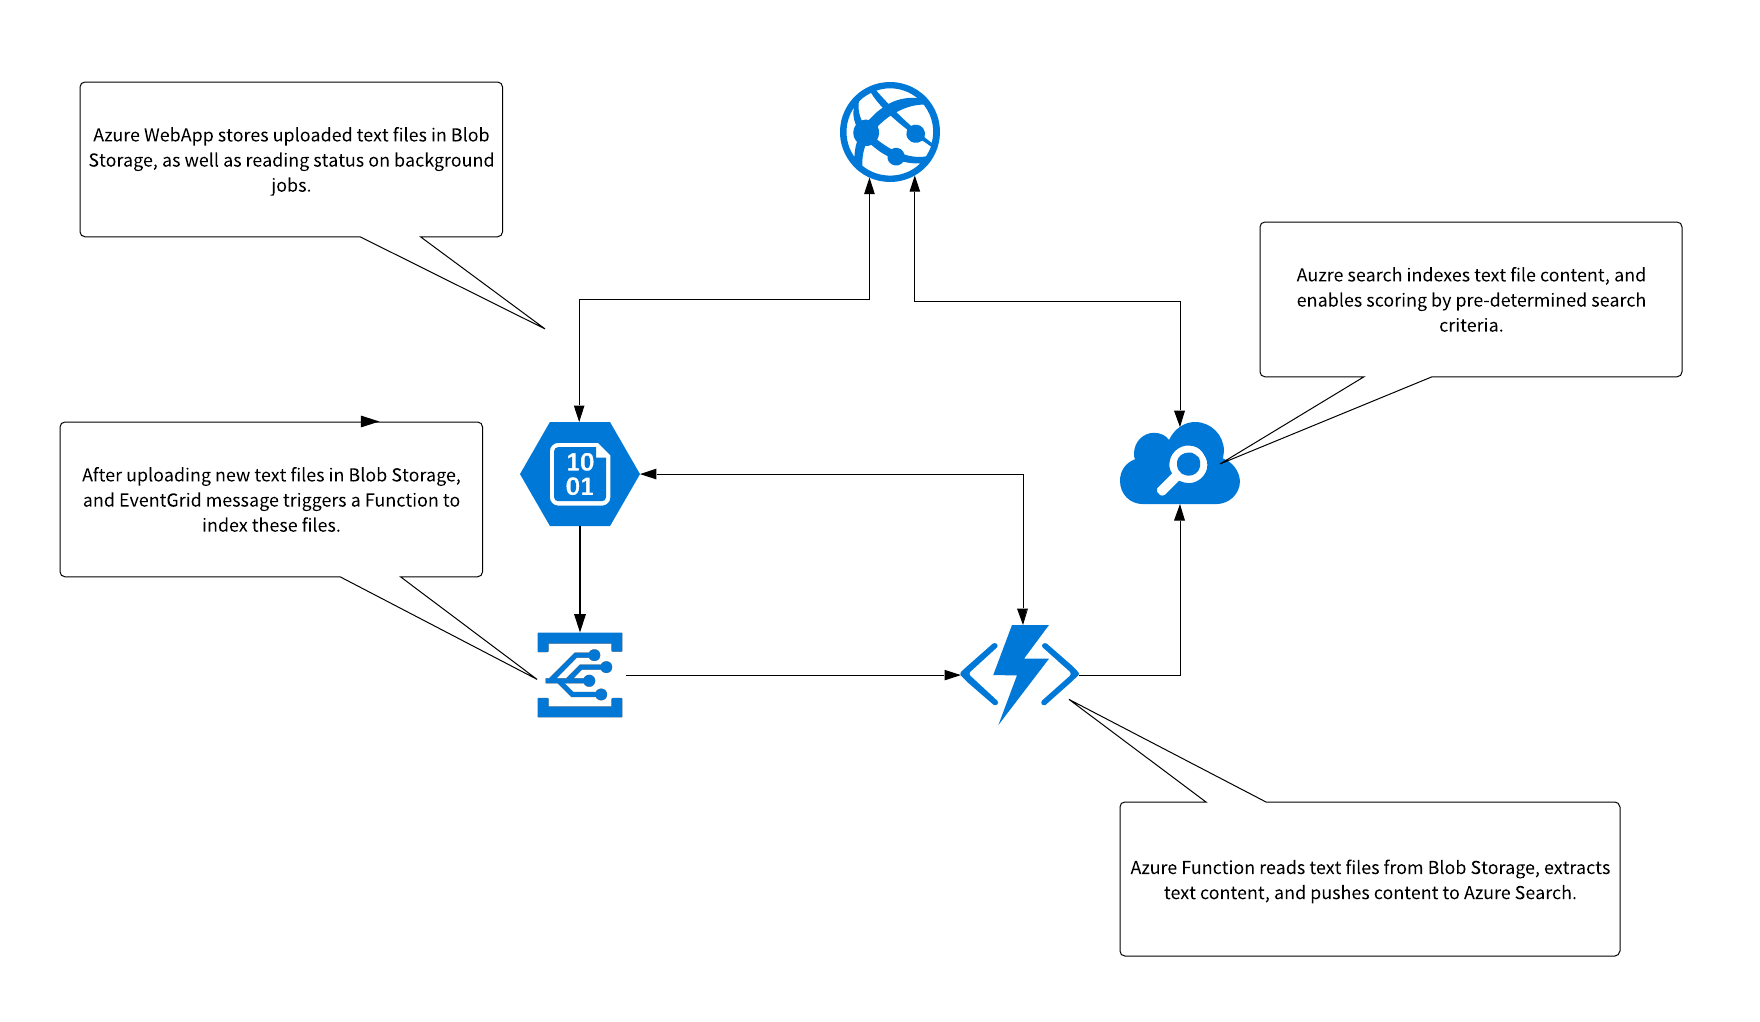 Azure WebApp stores uploaded text files in Blob
Storage, as well as reading status on background
jobs.
Auzre search indexes text file content, and
enables scoring by pre-determined search
criteria.
After uploading new text files in Blob Storage,
and EventGrid message triggers a Function to
index these files.
10
01
Azure Function reads text files from Blob Storage, extracts
text content, and pushes content to Azure Search.